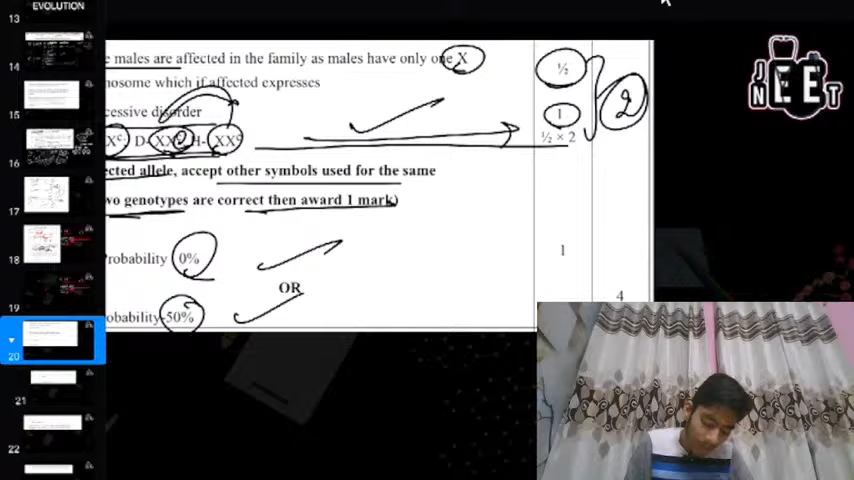 EVOLUTION
13
14
15
16
17
18
19
20
21
22
e males are affected in the family as males have only one X
½
nosome which if affected expresses
cessive disorder
1
X^c, D- XX^c H- XX^c
½ × 2
2
ected allele, accept other symbols used for the same
wo genotypes are correct then award 1 mark)
Probability 0%
1
OR
obability-50%
4
J NEET